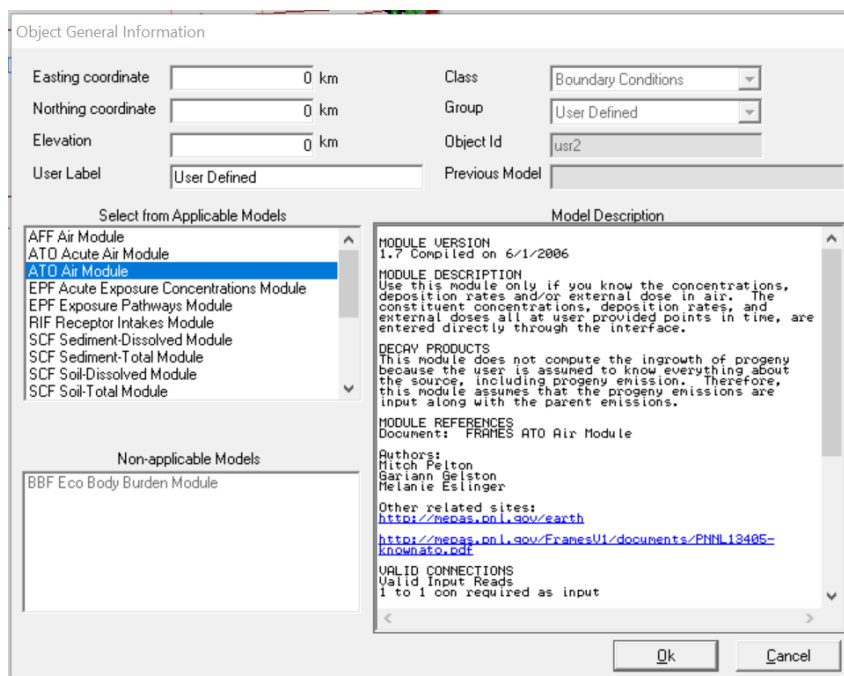 Object General Information
Easting coordinate 0 km
Northing coordinate 0 km
Elevation 0 km
User Label User Defined
Class Boundary Conditions
Group User Defined
Object Id usr2
Previous Model
Select from Applicable Models
AFF Air Module
ATO Acute Air Module
ATO Air Module
EPF Acute Exposure Concentrations Module
EPF Exposure Pathways Module
RIF Receptor Intakes Module
SCF Sediment-Dissolved Module
SCF Sediment-Total Module
SCF Soil-Dissolved Module
SCF Soil-Total Module
Non-applicable Models
BBF Eco Body Burden Module
Model Description
MODULE VERSION
1.7 Compiled on 6/1/2006
MODULE DESCRIPTION
Use this module only if you know the concentrations,
deposition rates and/or external dose in air. The
constituent concentrations, deposition rates, and
external doses all at user provided points in time, are
entered directly through the interface.
DECAY PRODUCTS
This module does not compute the ingrowth of progeny
because the user is assumed to know everything about
the source, including progeny emission. Therefore,
this module assumes that the progeny emissions are
input along with the parent emissions.
MODULE REFERENCES
Document: FRAMES ATO Air Module
Authors:
Mitch Pelton
Gariann Gelston
Melanie Eslinger
Other related sites:
http://mepas.pnl.gov/earth
http://mepas.pnl.gov/FramesV1/documents/PNNL13405-
knownato.pdf
VALID CONNECTIONS
Valid Input Reads
1 to 1 con required as input
Ok
Cancel